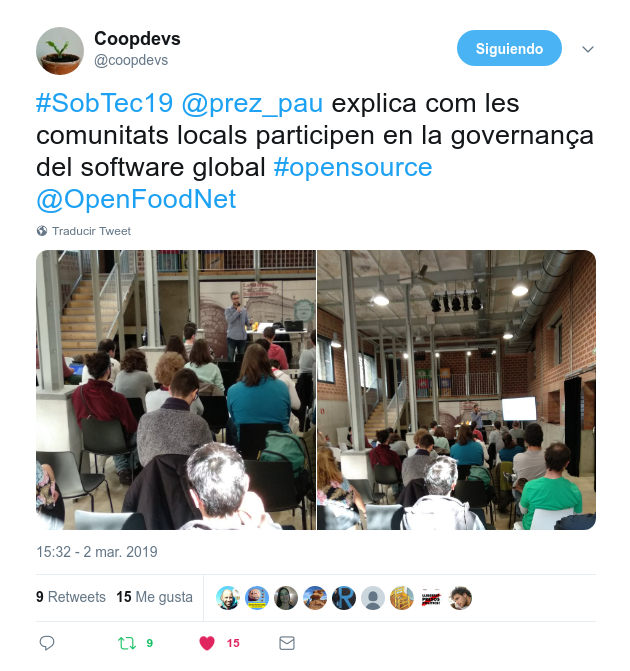 Coopdevs
@coopdevs
Siguiendo
#SobTec19 @prez_pau explica com les
comunitats locals participen en la governança
del software global #opensource
@OpenFoodNet
Traducir Tweet
15:32 - 2 mar. 2019
9 Retweets 15 Me gusta
9
15